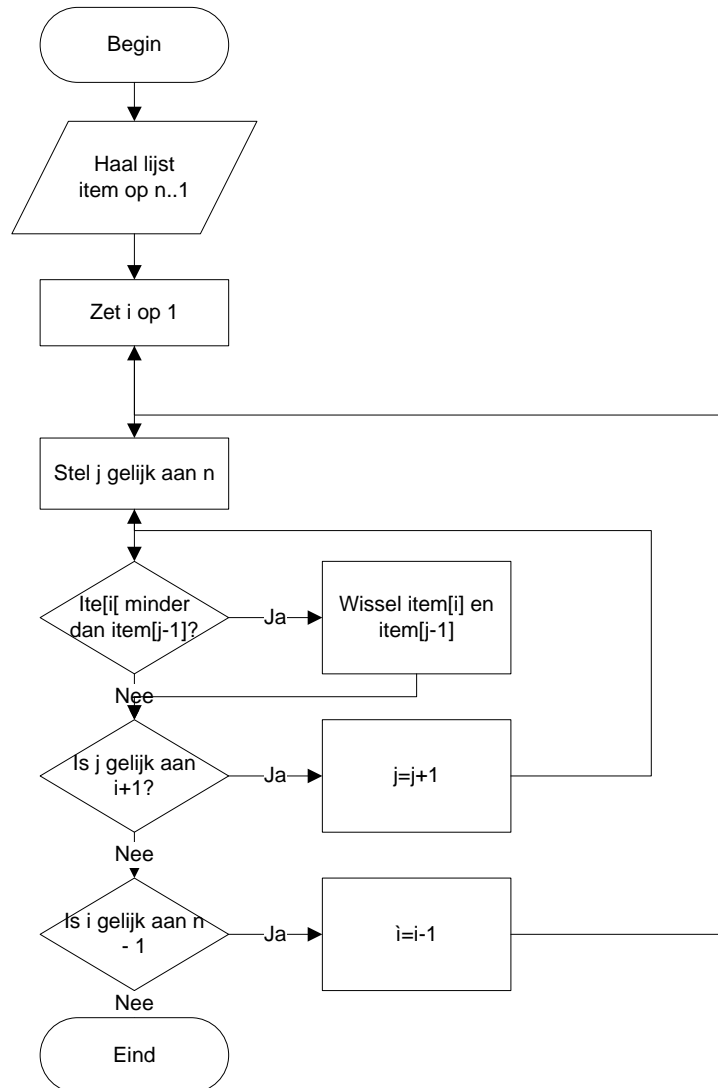 Begin
Haal lijst
item op n..1
Zet i op 1
Stel j gelijk aan n
Ite[i[ minder
dan item[j-1]?
Ja
Wissel item[i] en
item[j-1]
Nee
Is j gelijk aan
i+1?
Ja
j=j+1
Nee
Is i gelijk aan n
- 1
Ja
ì=i-1
Nee
Eind